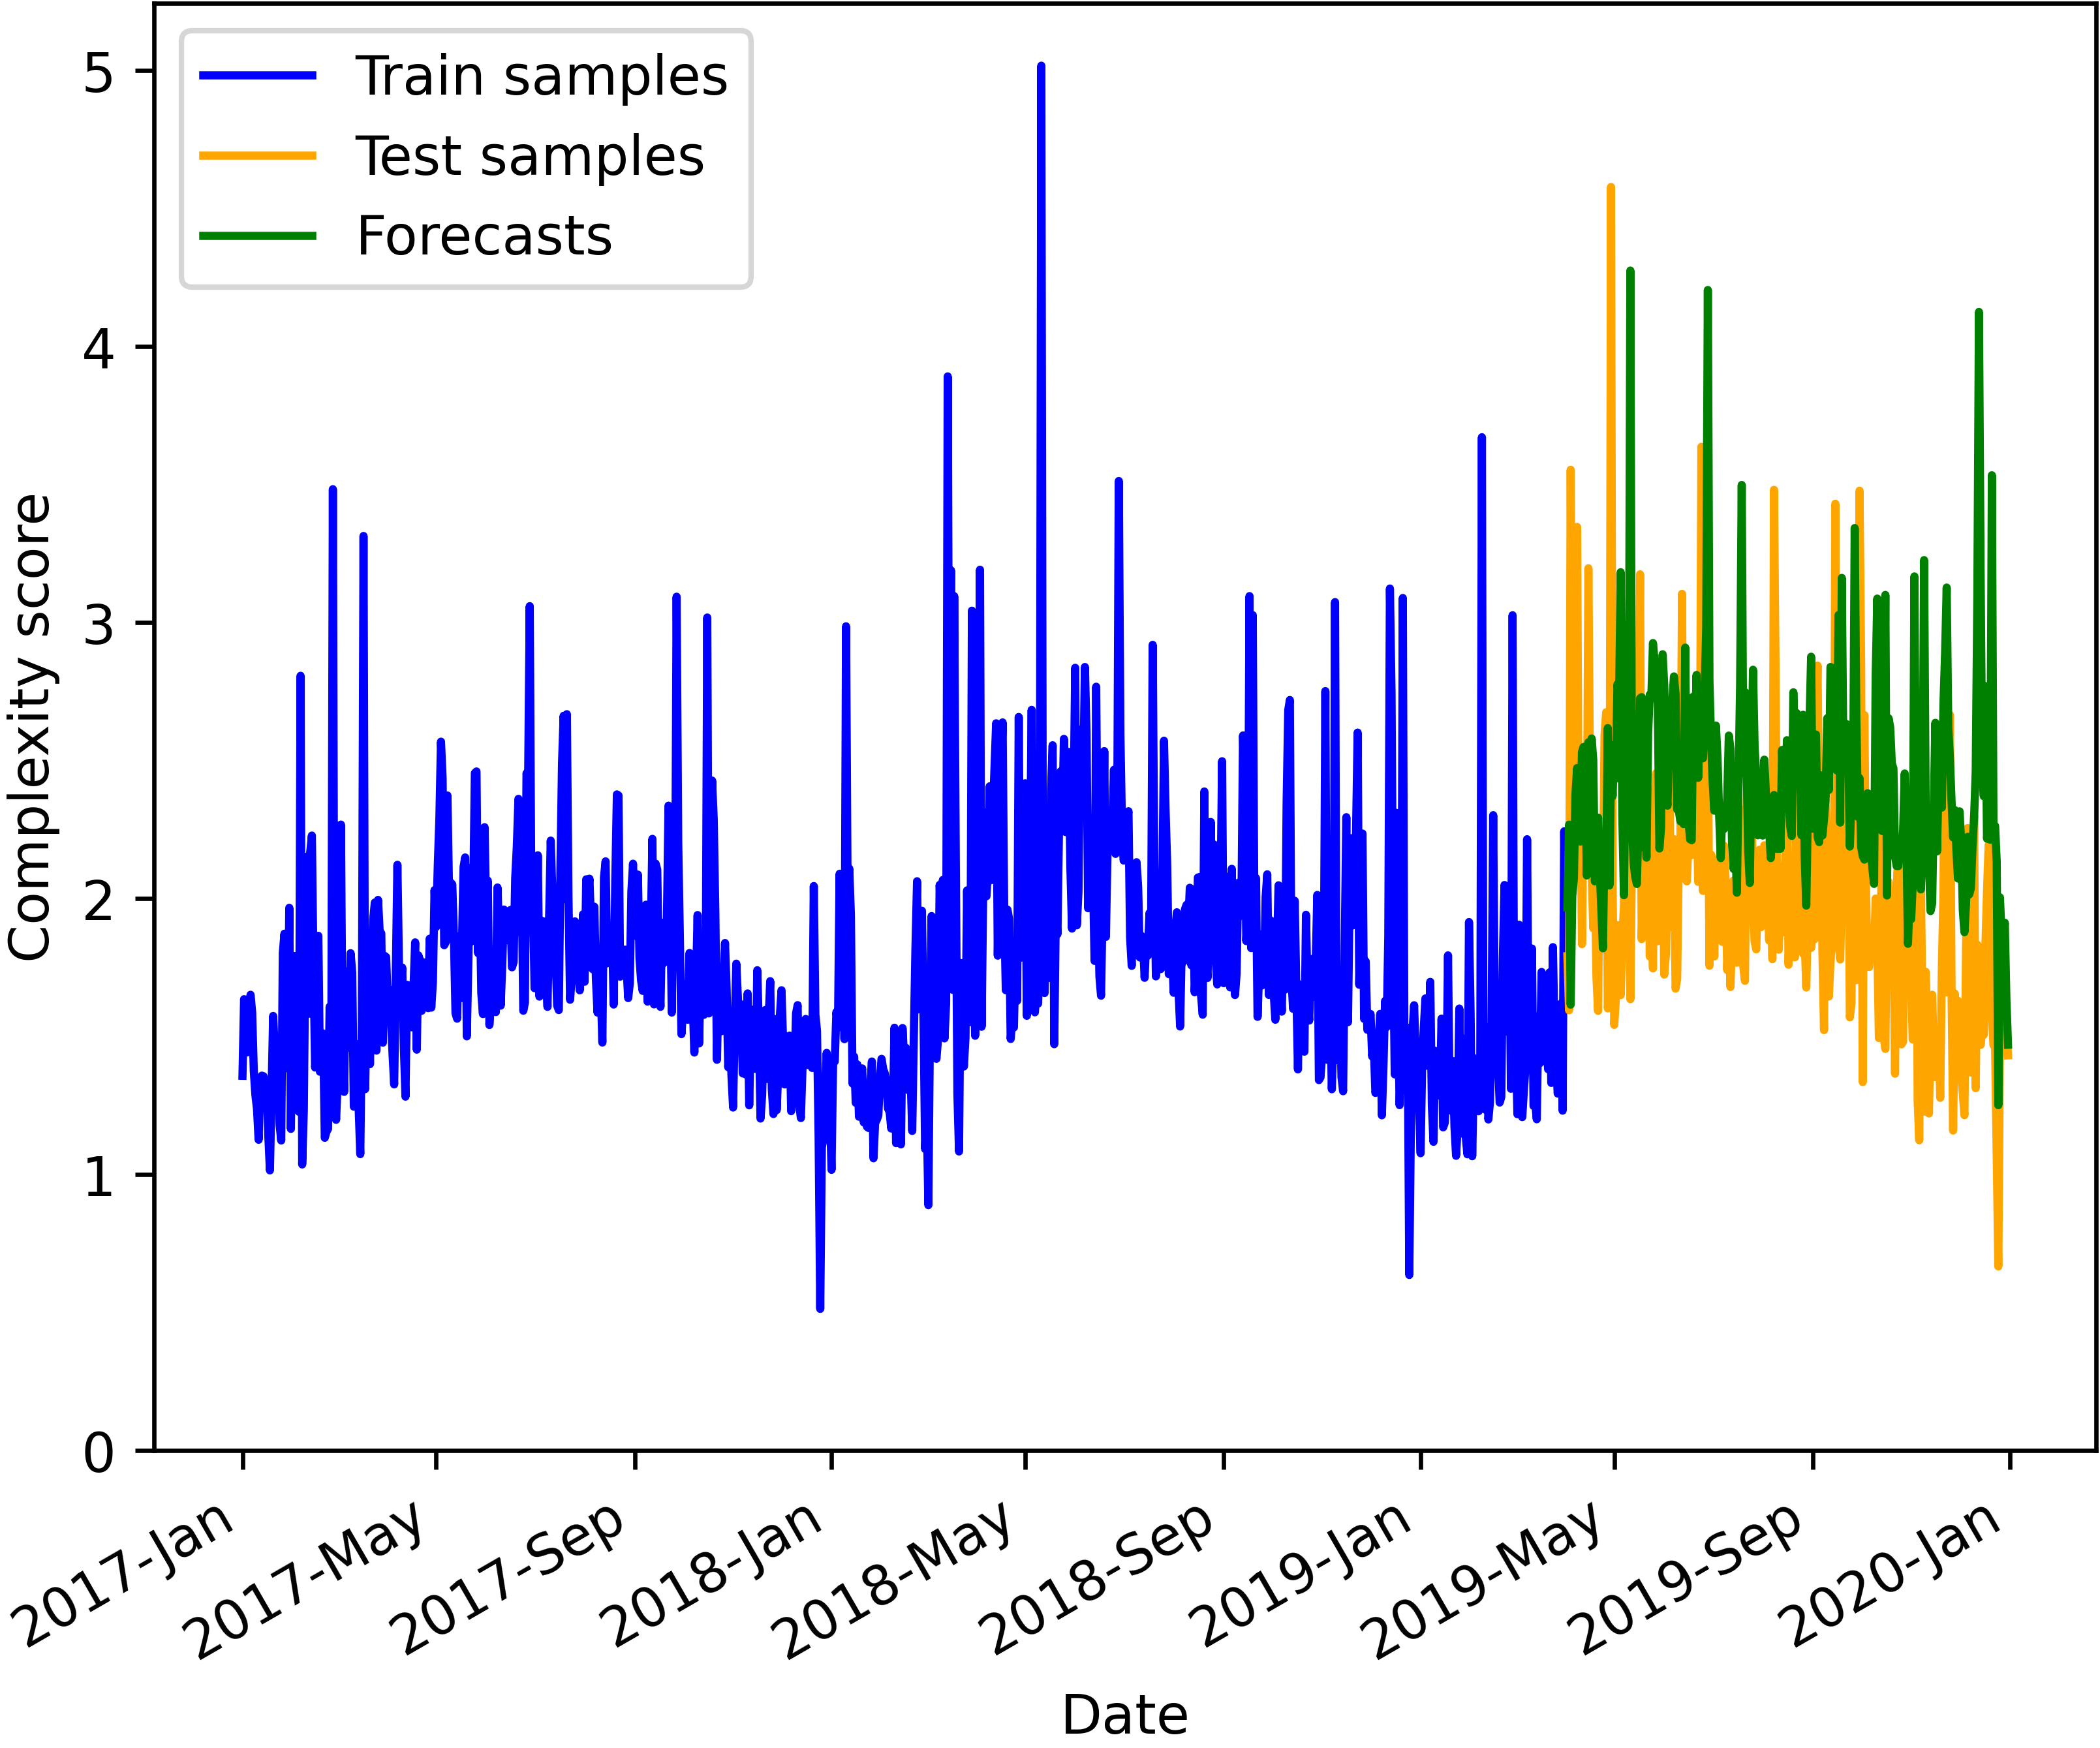 Train samples
Test samples
Forecasts
5
4
3
2
1
0
Complexity score
2017-Jan
2017-May
2017-Sep
2018-Jan
2018-May
2018-Sep
2019-Jan
2019-May
2019-Sep
2020-Jan
Date